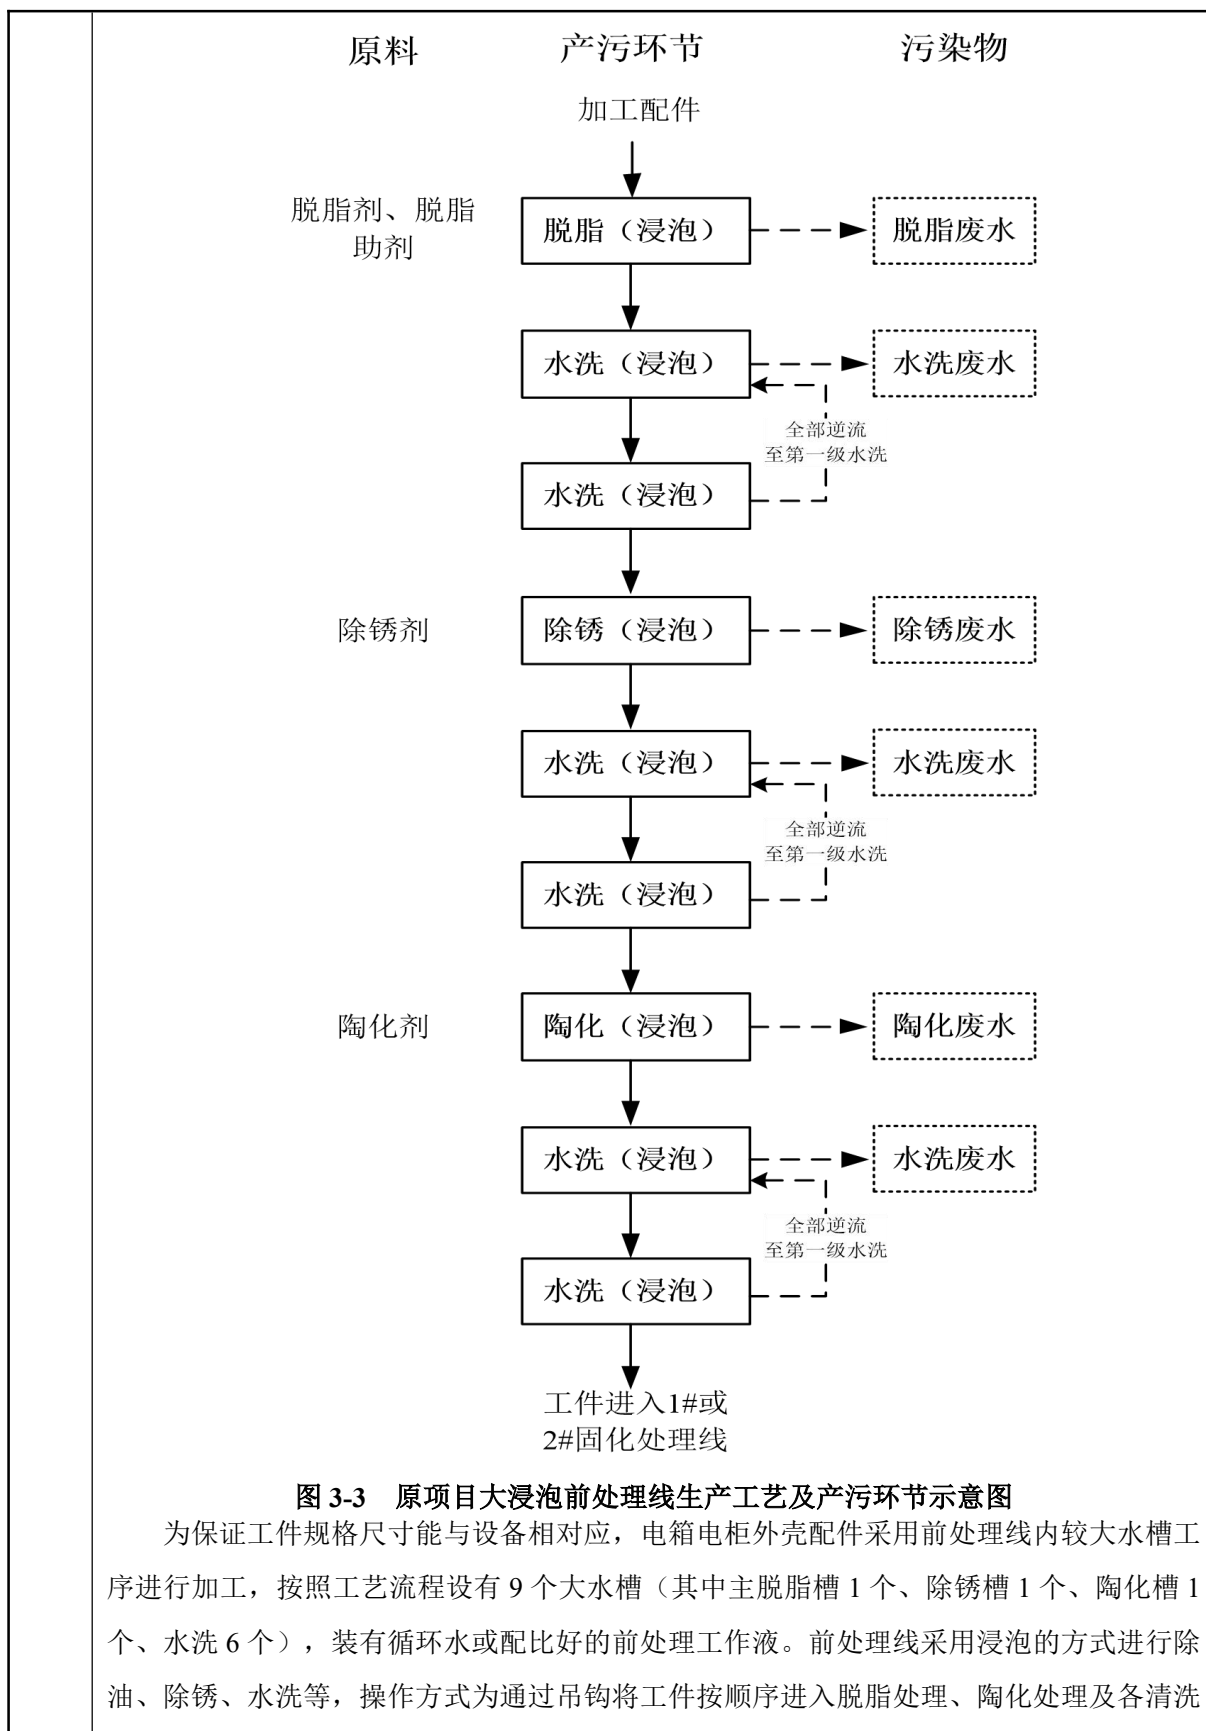 原料 产污环节 污染物
加工配件
脱脂剂、脱脂
助剂
脱脂（浸泡） 脱脂废水
水洗（浸泡） 水洗废水
全部逆流
至第一级水洗
水洗（浸泡）
除锈剂 除锈（浸泡） 除锈废水
水洗（浸泡） 水洗废水
全部逆流
至第一级水洗
水洗（浸泡）
陶化剂 陶化（浸泡） 陶化废水
水洗（浸泡） 水洗废水
全部逆流
至第一级水洗
水洗（浸泡）
工件进入1#或
2#固化处理线
图 3-3 原项目大浸泡前处理线生产工艺及产污环节示意图
为保证工件规格尺寸能与设备相对应，电箱电柜外壳配件采用前处理线内较大水槽工
序进行加工，按照工艺流程设有 9 个大水槽（其中主脱脂槽 1 个、除锈槽 1 个、陶化槽 1
个、水洗 6 个），装有循环水或配比好的前处理工作液。前处理线采用浸泡的方式进行除
油、除锈、水洗等，操作方式为通过吊钩将工件按顺序进入脱脂处理、陶化处理及各清洗